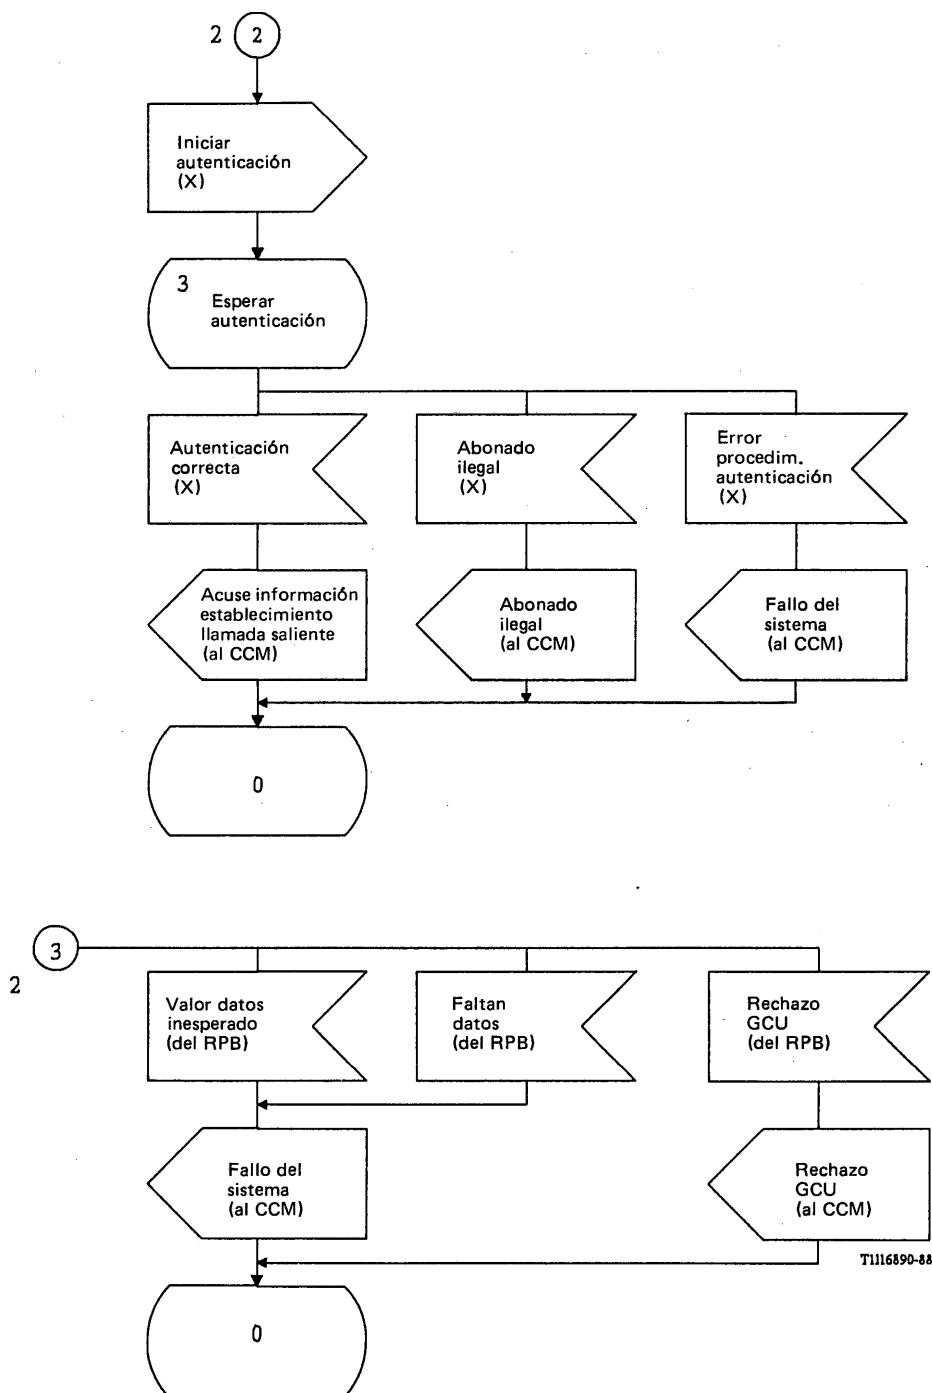 2 2
Iniciar
autenticación
(X)
3
Esperar
autenticación
Autenticación
correcta
(X)
Abonado
ilegal
(X)
Error
procedim.
autenticación
(X)
Acuse información
establecimiento
llamada saliente
(al CCM)
Abonado
ilegal
(al CCM)
Fallo del
sistema
(al CCM)
0
3
2
Valor datos
inesperado
(del RPB)
Faltan
datos
(del RPB)
Rechazo
GCU
(del RPB)
Fallo del
sistema
(al CCM)
Rechazo
GCU
(al CCM)
T1116890-88
0